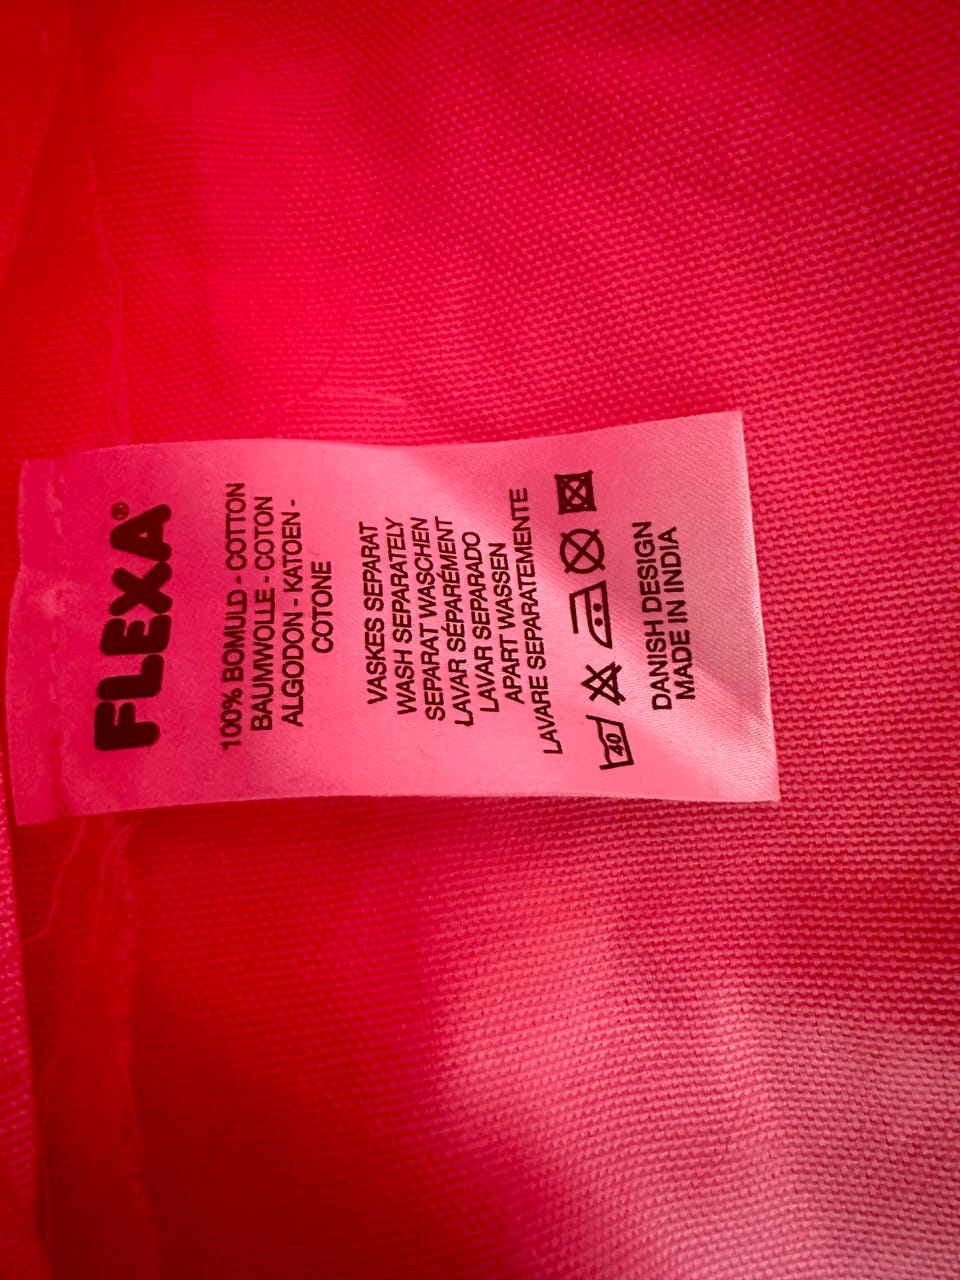 FLEXA®
100% BOMULD - COTTON
BAUMWOLLE - COTON
ALGODON - KATOEN -
COTONE
VASKES SEPARAT
WASH SEPARATELY
SEPARAT WASCHEN
LAVAR SÉPARÉMENT
LAVAR SEPARADO
APART WASSEN
LAVARE SEPARATEMENTE
40
DANISH DESIGN
MADE IN INDIA